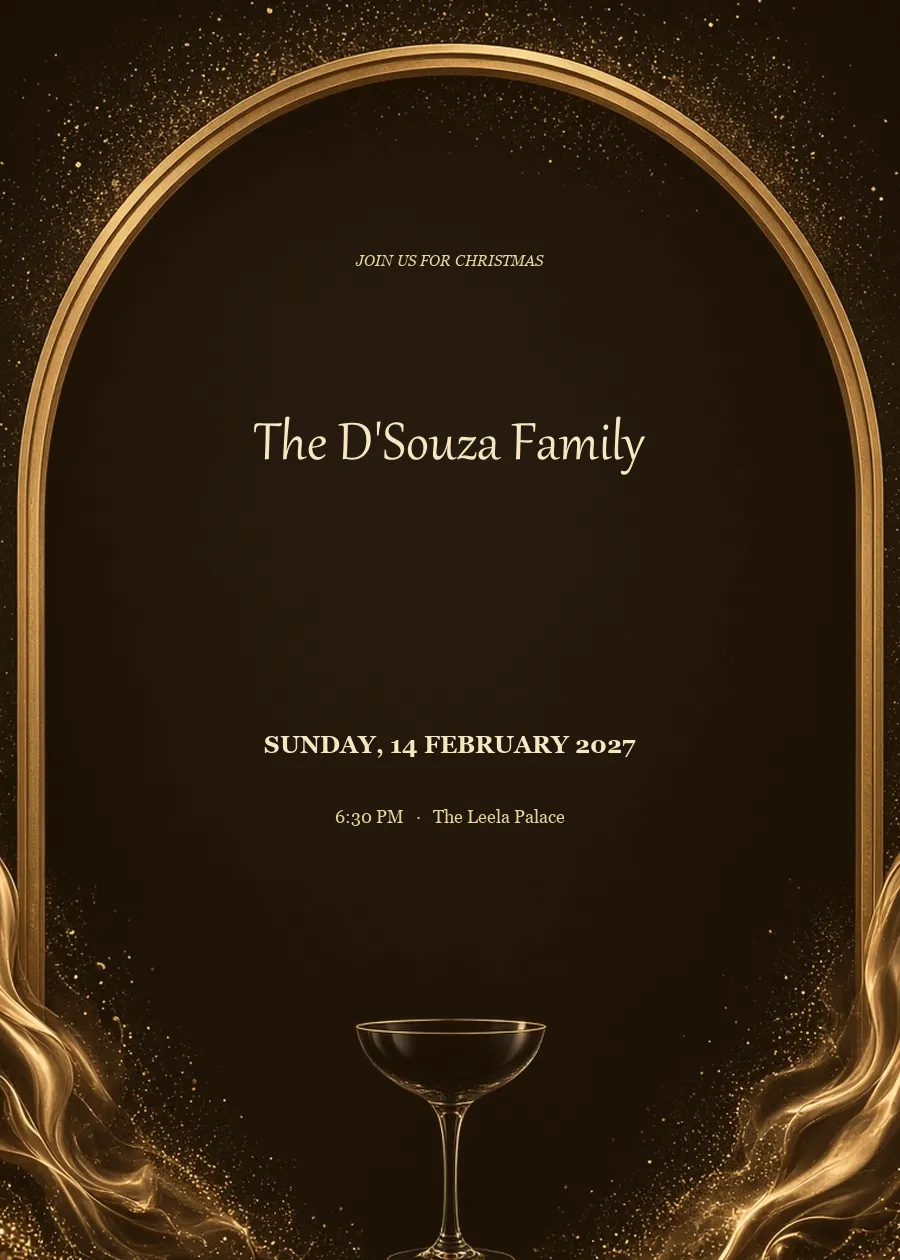 JOIN US FOR CHRISTMAS
The D'Souza Family
SUNDAY, 14 FEBRUARY 2027
6:30 PM · The Leela Palace